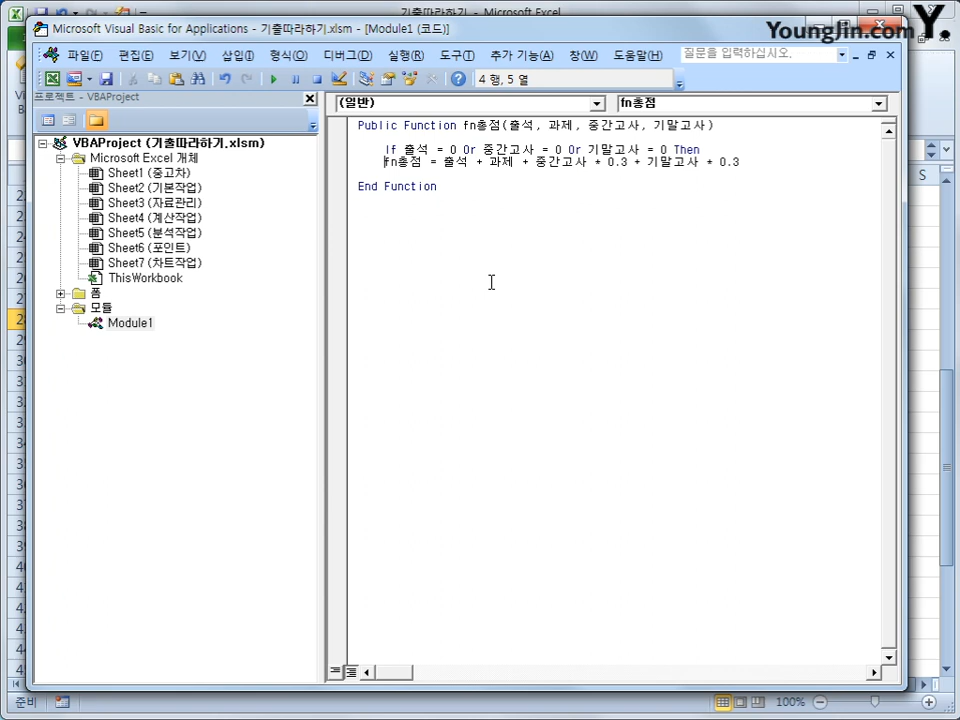 기출따라하기 - Microsoft Excel
Microsoft Visual Basic for Applications - 기출따라하기.xlsm - [Module1 (코드)]
YoungJin.com Y.
파일(F) 편집(E) 보기(V) 삽입(I) 형식(O) 디버그(D) 실행(R) 도구(T) 추가 기능(A) 창(W) 도움말(H) 질문을 입력하십시오.
4 행, 5 열
프로젝트 - VBAProject
(일반) fn총점
VBAProject (기출따라하기.xlsm)
Microsoft Excel 개체
Sheet1 (중고차)
Sheet2 (기본작업)
Sheet3 (자료관리)
Sheet4 (계산작업)
Sheet5 (분석작업)
Sheet6 (포인트)
Sheet7 (차트작업)
ThisWorkbook
폼
모듈
Module1
Public Function fn총점(출석, 과제, 중간고사, 기말고사)
If 출석 = 0 Or 중간고사 = 0 Or 기말고사 = 0 Then
fn총점 = 출석 + 과제 + 중간고사 * 0.3 + 기말고사 * 0.3
End Function
S
준비
100%